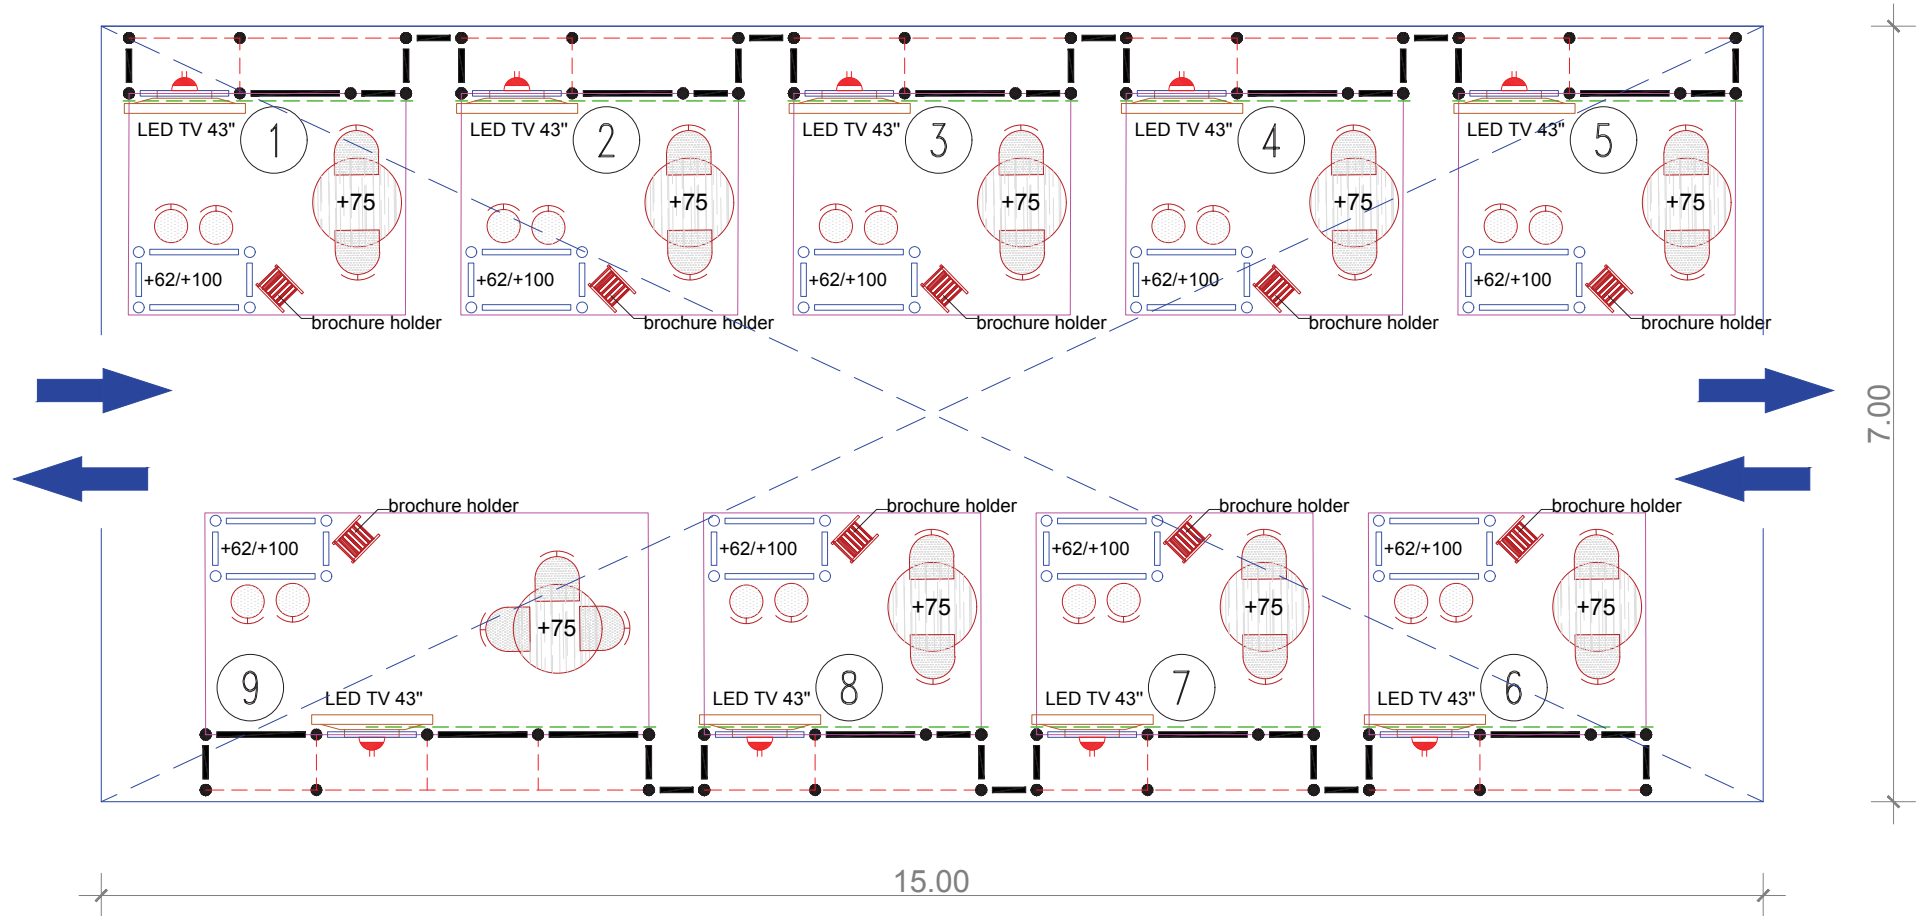 LED TV 43" 1 LED TV 43" 2 LED TV 43" 3 LED TV 43" 4 LED TV 43" 5
+75 +75 +75 +75 +75
+62/+100 +62/+100 +62/+100 +62/+100 +62/+100
brochure holder brochure holder brochure holder brochure holder brochure holder
7.00
brochure holder brochure holder brochure holder brochure holder
+62/+100 +62/+100 +62/+100 +62/+100
+75 +75 +75 +75
9 LED TV 43" LED TV 43" 8 LED TV 43" 7 LED TV 43" 6
15.00